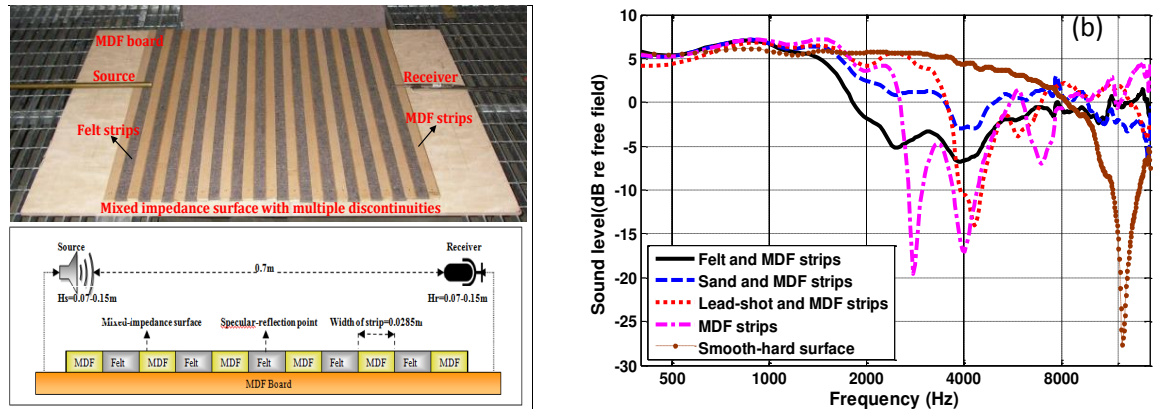 MDF board
Source
Receiver
Felt strips
MDF strips
Mixed impedance surface with multiple discontinuities
Source
Receiver
0.7m
Hs=0.07-0.15m
Hr=0.07-0.15m
Mixed-impedance surface
Specular-reflection point
Width of strip=0.0285m
MDF Felt MDF Felt MDF Felt MDF Felt MDF Felt MDF
MDF Board
(b)
Sound level(dB re free field)
10
5
0
-5
-10
-15
-20
-25
-30
Felt and MDF strips
Sand and MDF strips
Lead-shot and MDF strips
MDF strips
Smooth-hard surface
500 1000 2000 4000 8000
Frequency (Hz)